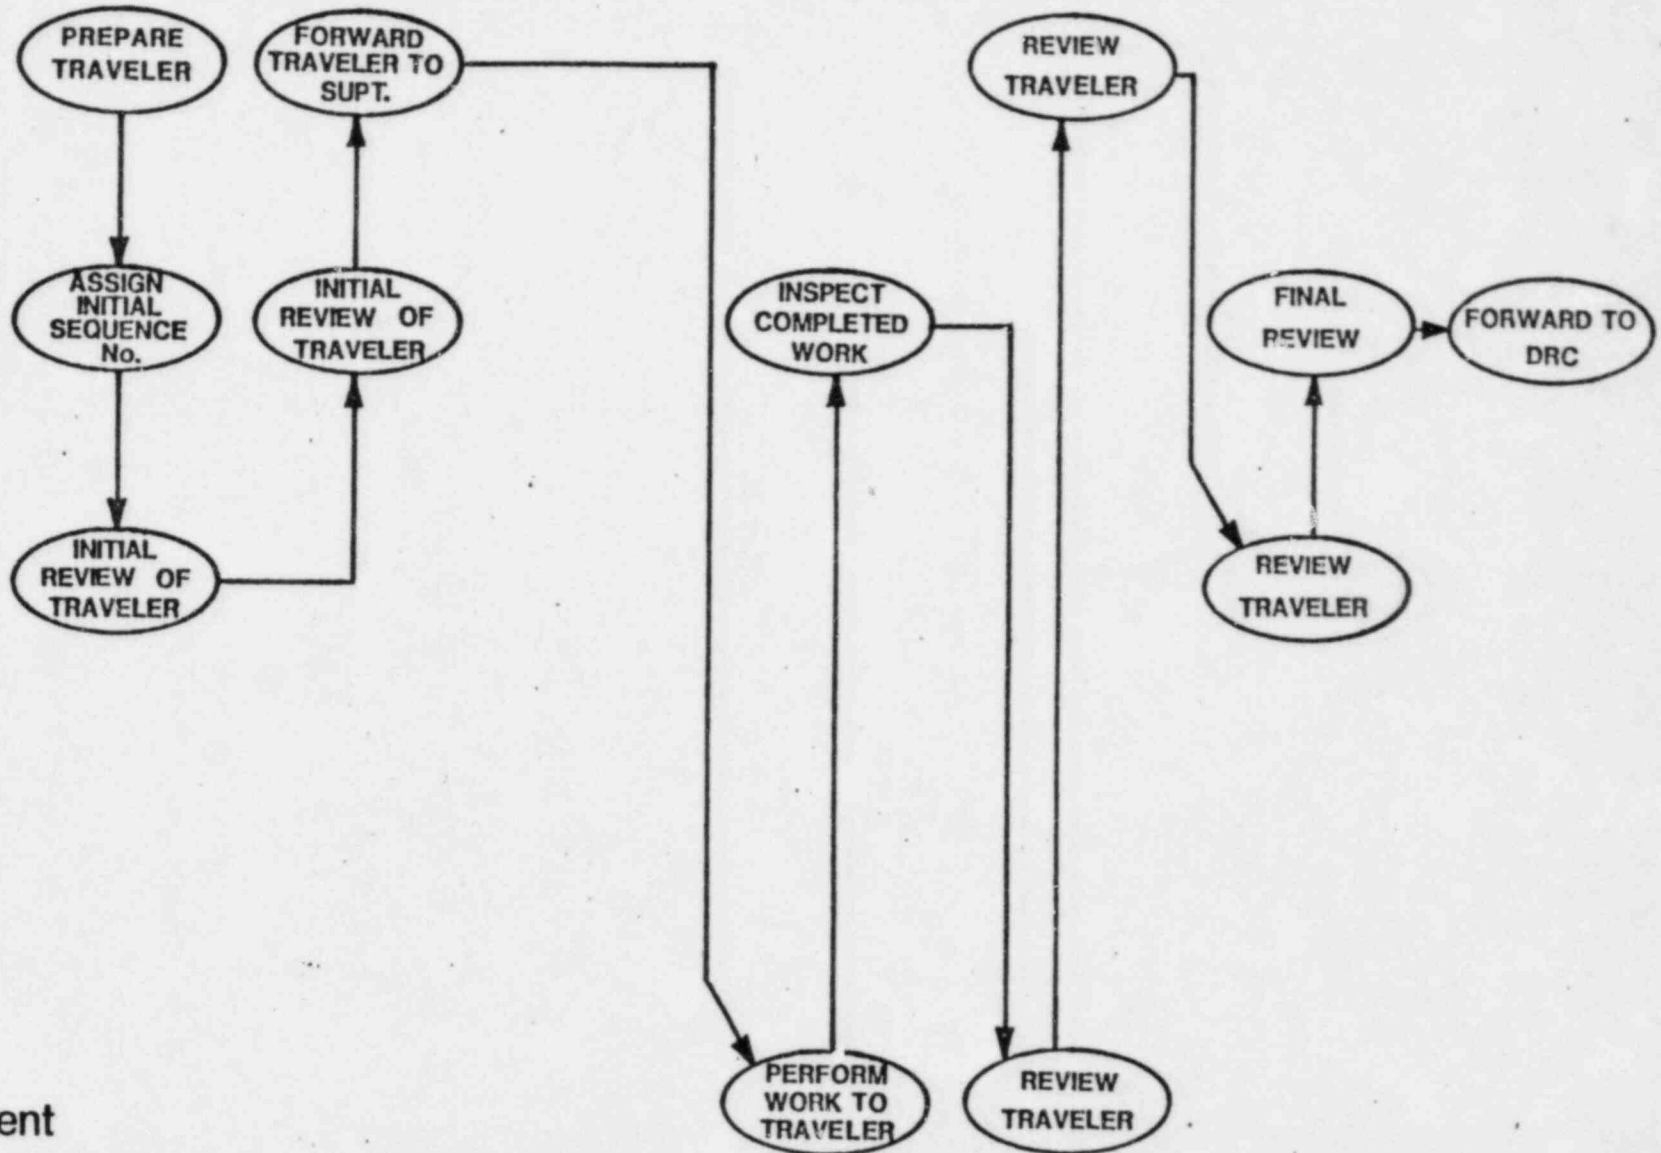 PREPARE
TRAVELER
FORWARD
TRAVELER TO
SUPT.
REVIEW
TRAVELER
ASSIGN
INITIAL
SEQUENCE
No.
INITIAL
REVIEW OF
TRAVELER
INSPECT
COMPLETED
WORK
FINAL
REVIEW
FORWARD TO
DRC
INITIAL
REVIEW OF
TRAVELER
REVIEW
TRAVELER
PERFORM
WORK TO
TRAVELER
REVIEW
TRAVELER
ent